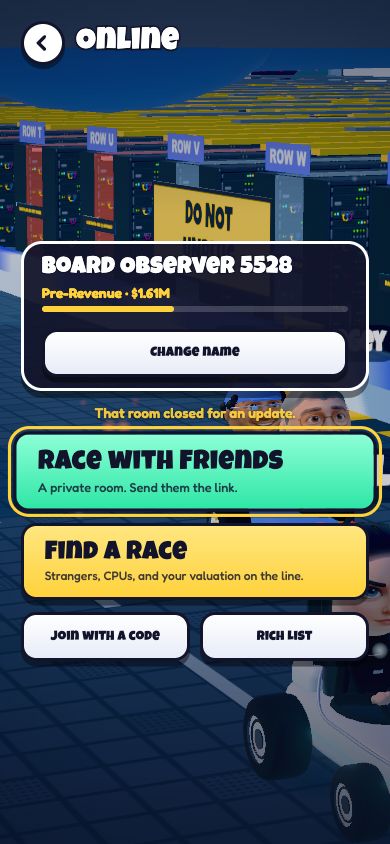 Online
ROW T
ROW U
ROW V
ROW W
DO NOT
Board Observer 5528
Pre-Revenue • $1.61M
Change name
That room closed for an update.
Race with Friends
A private room. Send them the link.
Find a Race
Strangers, CPUs, and your valuation on the line.
Join with a code
Rich List